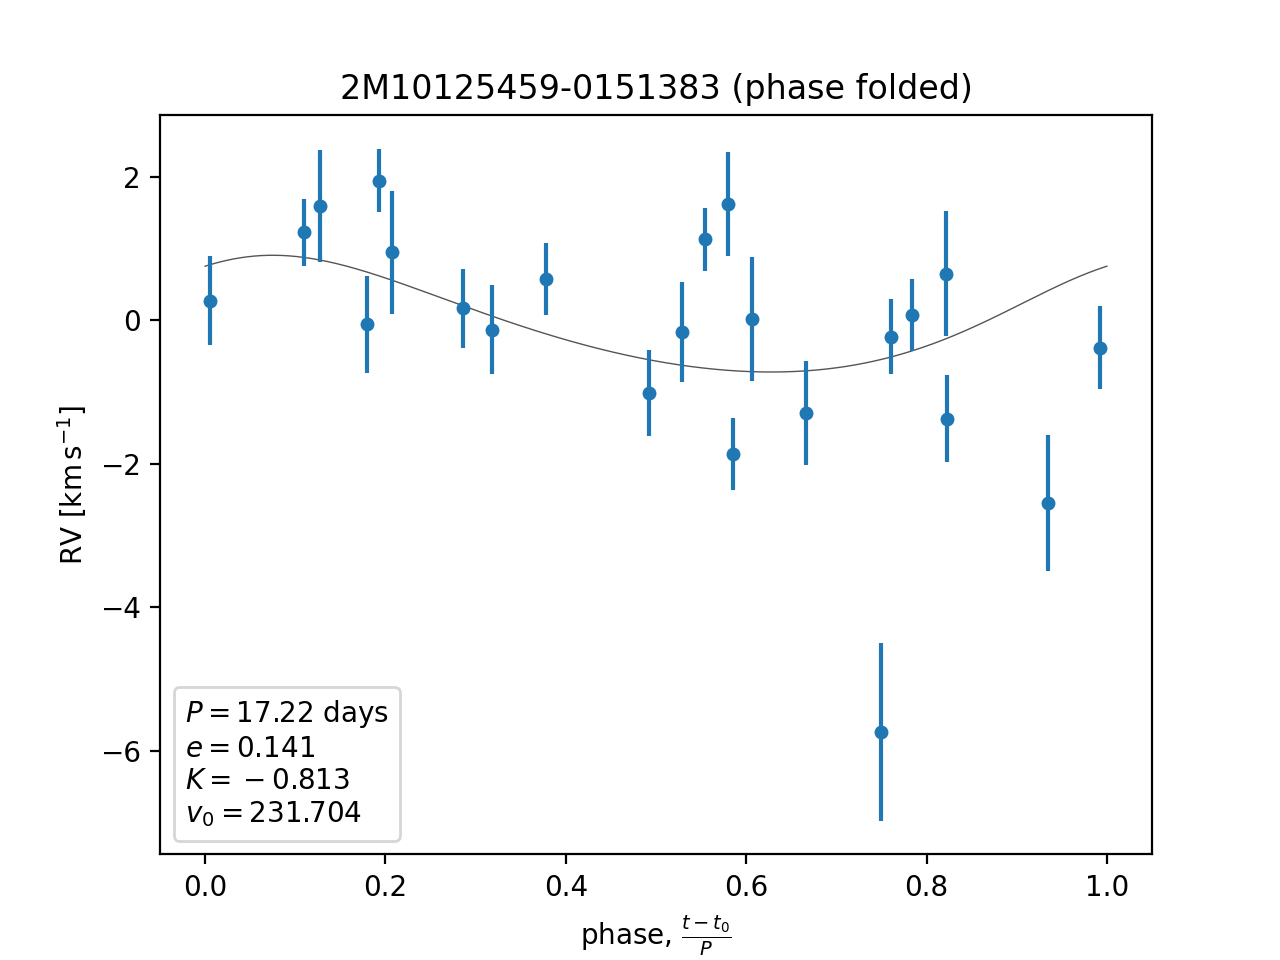 2M10125459-0151383 (phase folded)
RV [km s⁻¹]
2
0
−2
−4
−6
P = 17.22 days
e = 0.141
K = −0.813
v₀ = 231.704
0.0 0.2 0.4 0.6 0.8 1.0
phase, (t − t₀)/P